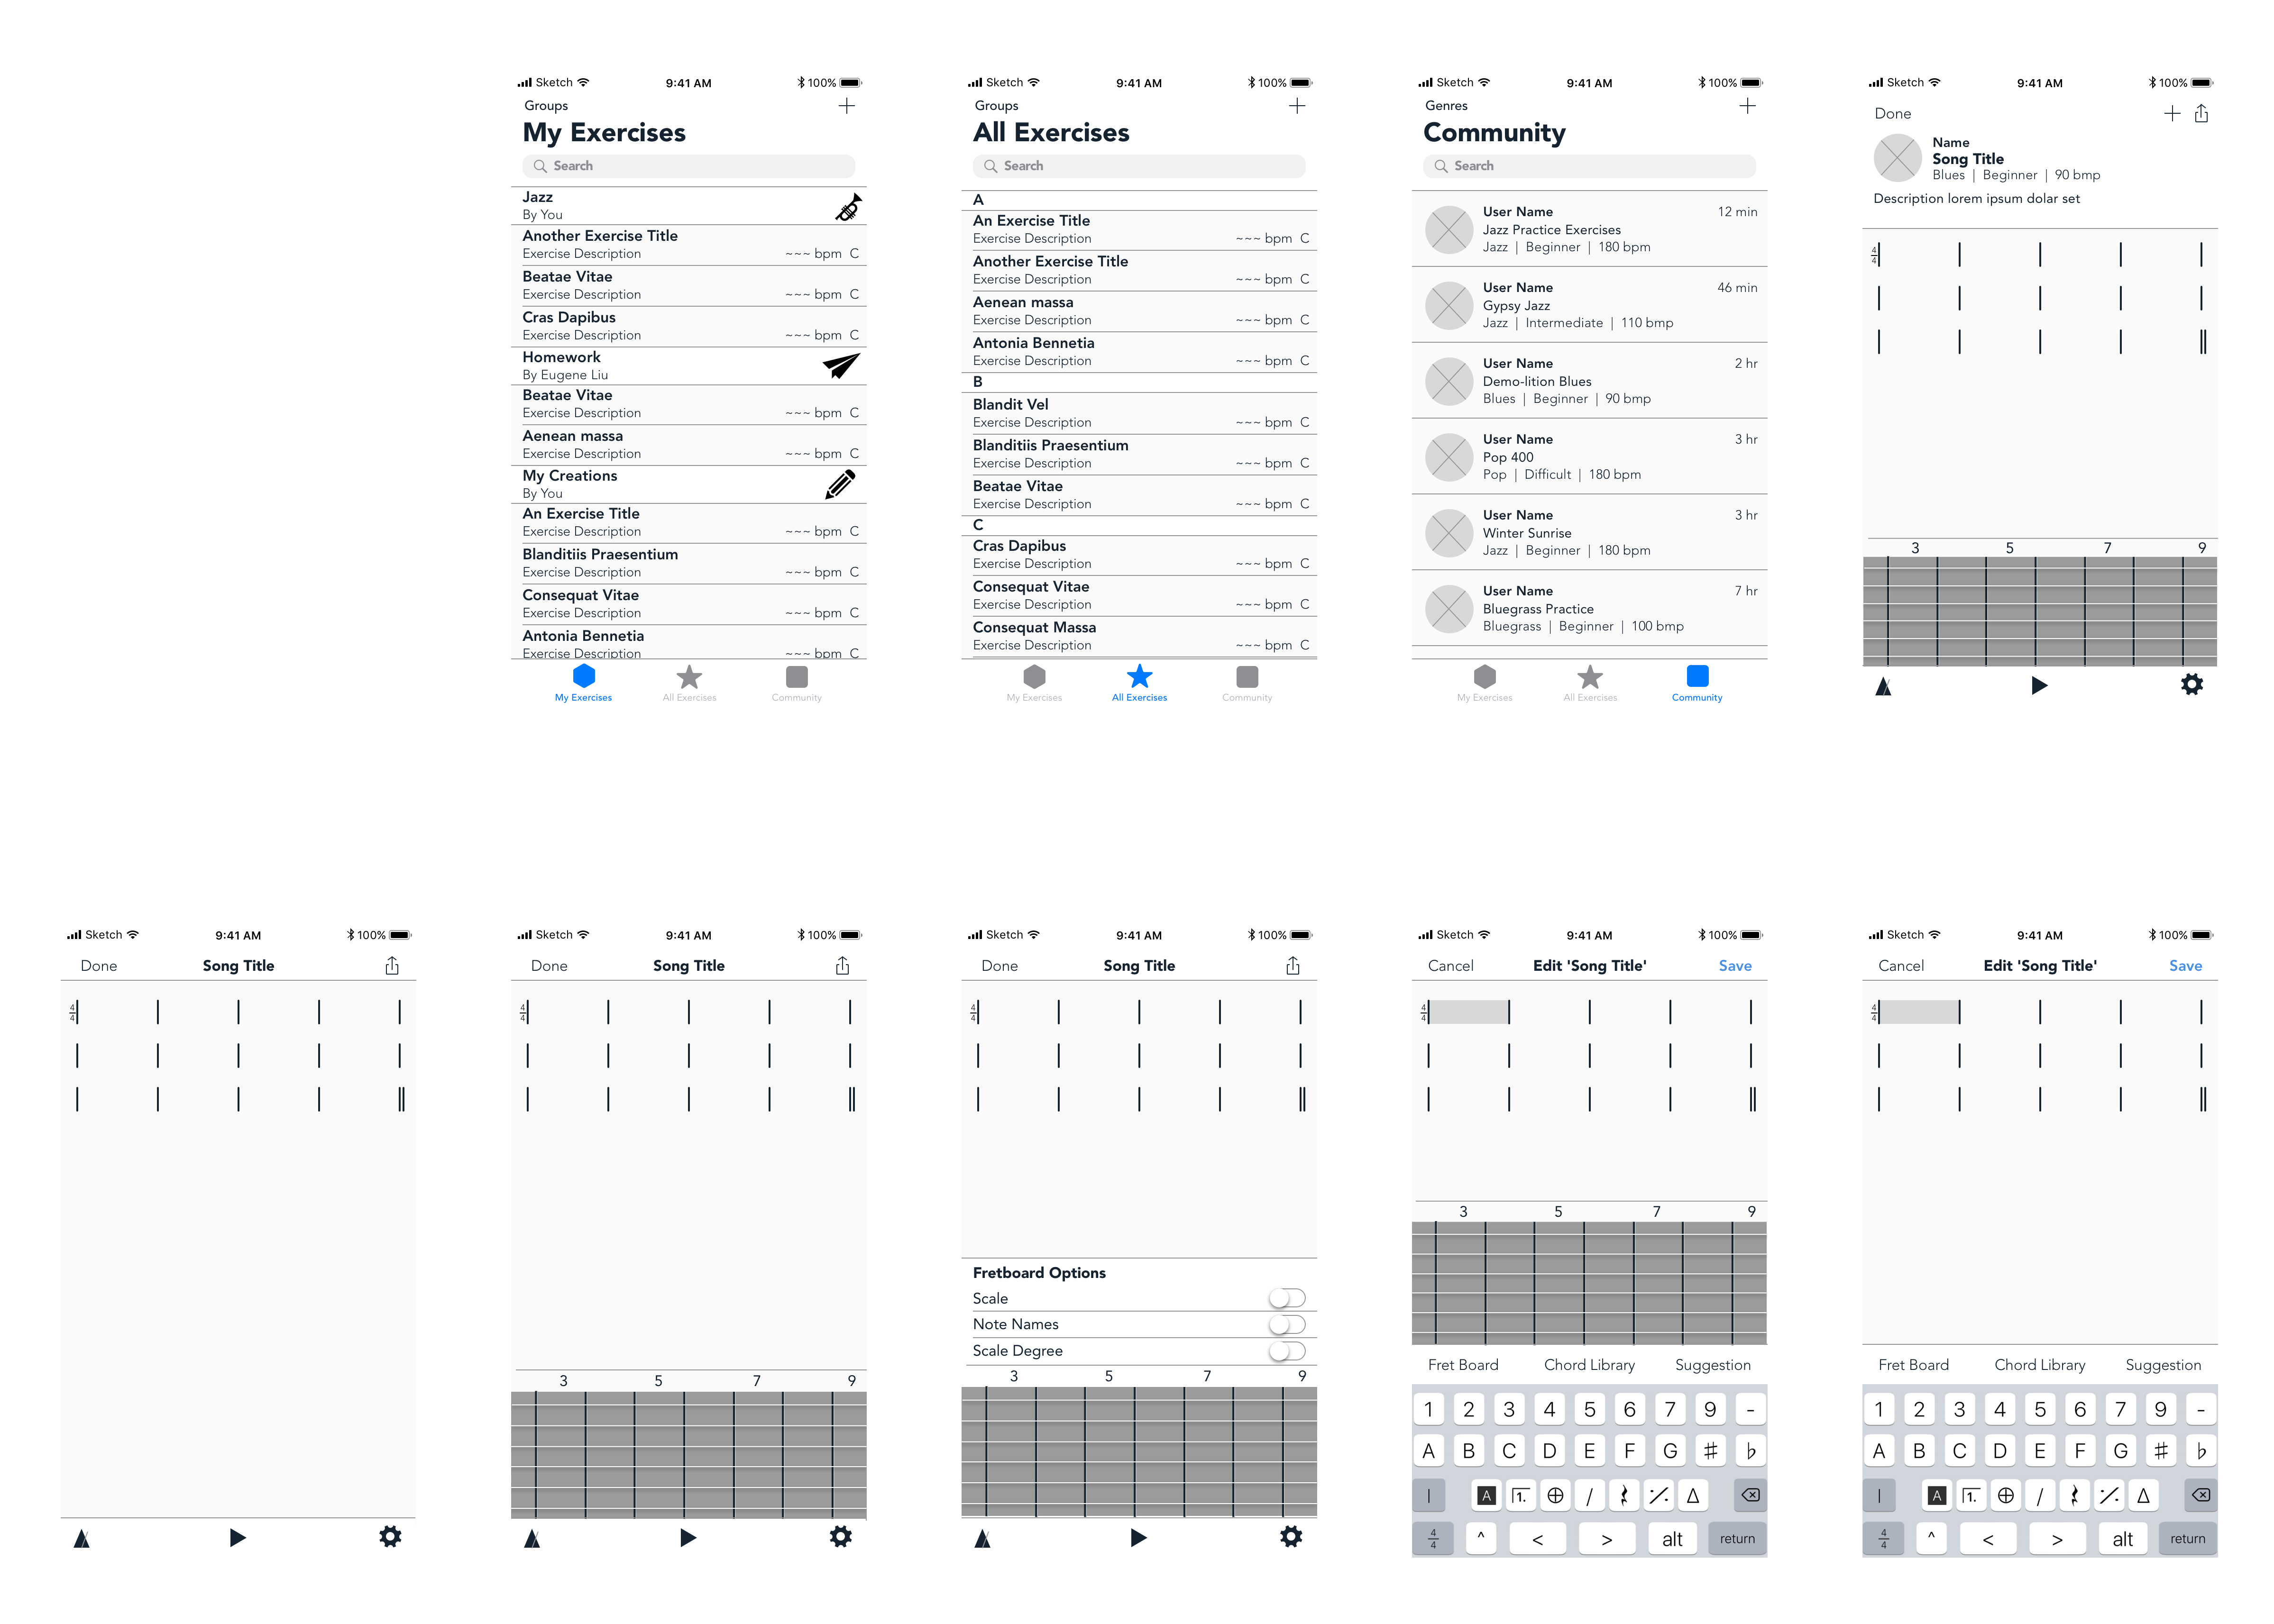 Sketch 9:41 AM 100%
Groups
My Exercises
Search
Jazz
By You
Another Exercise Title
Exercise Description ~~~ bpm C
Beatae Vitae
Exercise Description ~~~ bpm C
Cras Dapibus
Exercise Description ~~~ bpm C
Homework
By Eugene Liu
Beatae Vitae
Exercise Description ~~~ bpm C
Aenean massa
Exercise Description ~~~ bpm C
My Creations
By You
An Exercise Title
Exercise Description ~~~ bpm C
Blanditiis Praesentium
Exercise Description ~~~ bpm C
Consequat Vitae
Exercise Description ~~~ bpm C
Antonia Bennetia
Exercise Description ~~~ bpm C
My Exercises All Exercises Community
Sketch 9:41 AM 100%
Groups
All Exercises
Search
A
An Exercise Title
Exercise Description ~~~ bpm C
Another Exercise Title
Exercise Description ~~~ bpm C
Aenean massa
Exercise Description ~~~ bpm C
Antonia Bennetia
Exercise Description ~~~ bpm C
B
Blandit Vel
Exercise Description ~~~ bpm C
Blanditiis Praesentium
Exercise Description ~~~ bpm C
Beatae Vitae
Exercise Description ~~~ bpm C
C
Cras Dapibus
Exercise Description ~~~ bpm C
Consequat Vitae
Exercise Description ~~~ bpm C
Consequat Massa
Exercise Description ~~~ bpm C
My Exercises All Exercises Community
Sketch 9:41 AM 100%
Genres
Community
Search
User Name 12 min
Jazz Practice Exercises
Jazz | Beginner | 180 bpm
User Name 46 min
Gypsy Jazz
Jazz | Intermediate | 110 bmp
User Name 2 hr
Demo-lition Blues
Blues | Beginner | 90 bmp
User Name 3 hr
Pop 400
Pop | Difficult | 180 bpm
User Name 3 hr
Winter Sunrise
Jazz | Beginner | 180 bpm
User Name 7 hr
Bluegrass Practice
Bluegrass | Beginner | 100 bmp
My Exercises All Exercises Community
Sketch 9:41 AM 100%
Done
Name
Song Title
Blues | Beginner | 90 bmp
Description lorem ipsum dolar set
4
4
3 5 7 9
Sketch 9:41 AM 100%
Done Song Title
4
4
Sketch 9:41 AM 100%
Done Song Title
4
4
3 5 7 9
Sketch 9:41 AM 100%
Done Song Title
4
4
Fretboard Options
Scale
Note Names
Scale Degree
3 5 7 9
Sketch 9:41 AM 100%
Cancel Edit 'Song Title' Save
4
4
3 5 7 9
Fret Board Chord Library Suggestion
1 2 3 4 5 6 7 9 -
A B C D E F G ♯ ♭
| A 1. ⊕ / 𝄽 𝄎 Δ
4
4
^ < > alt return
Sketch 9:41 AM 100%
Cancel Edit 'Song Title' Save
4
4
Fret Board Chord Library Suggestion
1 2 3 4 5 6 7 9 -
A B C D E F G ♯ ♭
| A 1. ⊕ / 𝄽 𝄎 Δ
4
4
^ < > alt return